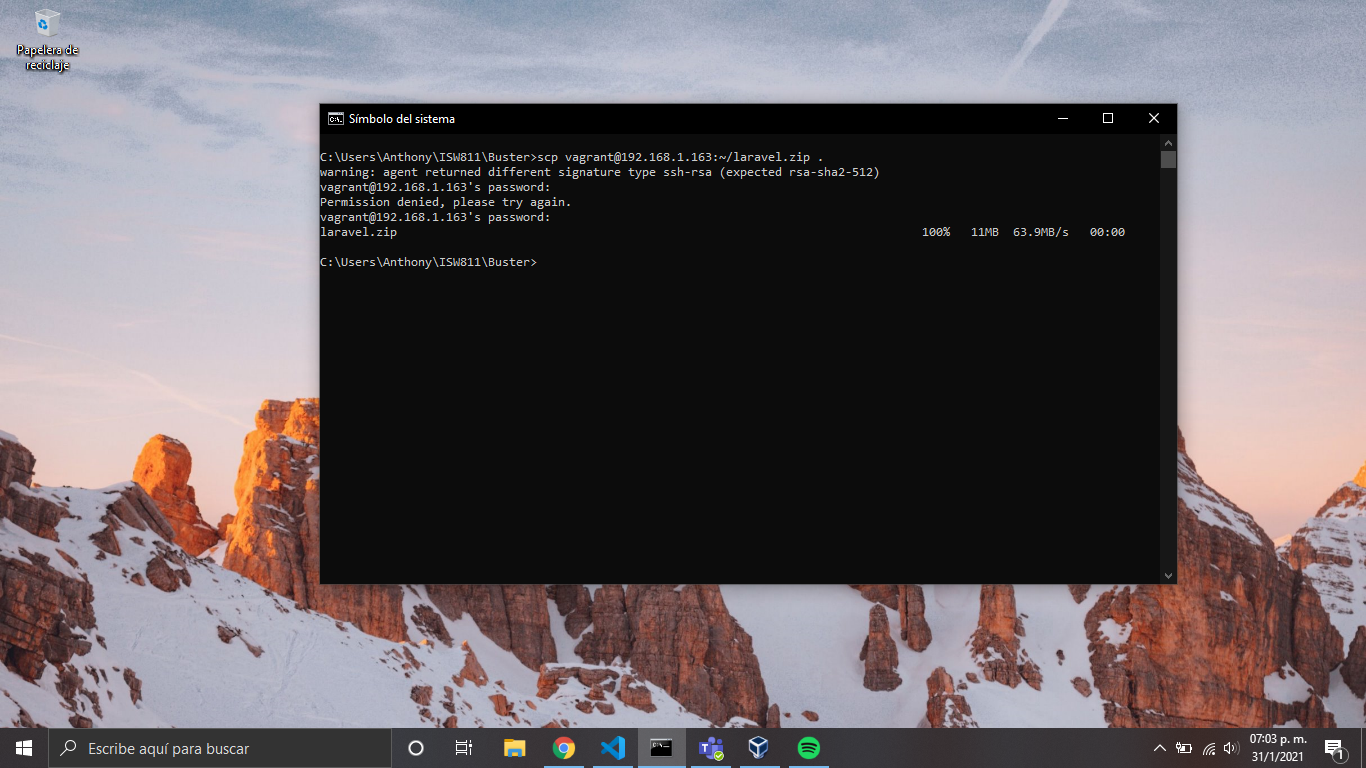 Papelera de
reciclaje
Símbolo del sistema
C:\Users\Anthony\ISW811\Buster>scp vagrant@192.168.1.163:~/laravel.zip .
warning: agent returned different signature type ssh-rsa (expected rsa-sha2-512)
vagrant@192.168.1.163's password:
Permission denied, please try again.
vagrant@192.168.1.163's password:
laravel.zip 100% 11MB 63.9MB/s 00:00
C:\Users\Anthony\ISW811\Buster>
Escribe aquí para buscar
07:03 p. m.
31/1/2021
1